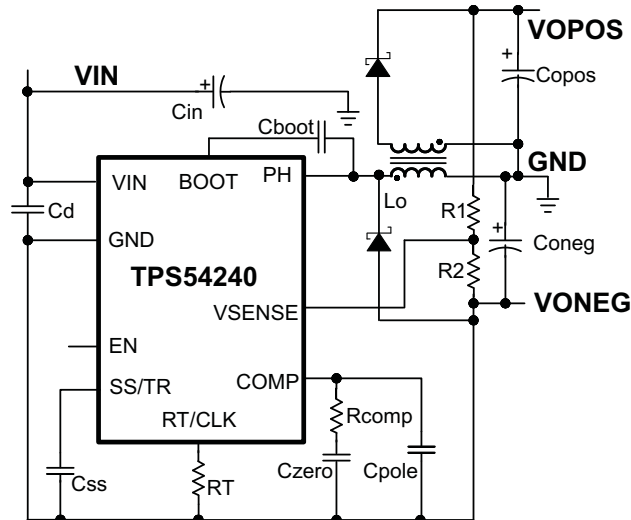 VOPOS
VIN
+
+
Copos
Cin
Cboot
GND
VIN
BOOT
PH
Lo
R1
Cd
GND
+
Coneg
TPS54240
R2
VSENSE
VONEG
EN
SS/TR
COMP
RT/CLK
Rcomp
Css
RT
Czero
Cpole